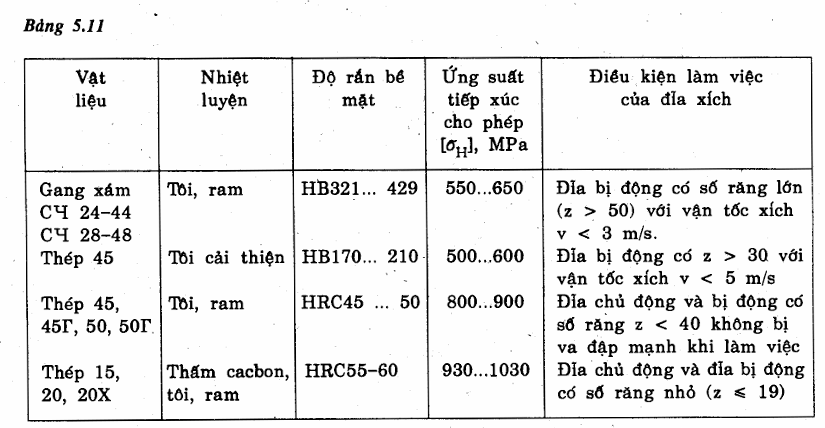 Bảng 5.11
Vật liệu | Nhiệt luyện | Độ rắn bề mặt | Ứng suất tiếp xúc cho phép [σH], MPa | Điều kiện làm việc của đĩa xích
Gang xám | Tôi, ram | HB321... 429 | 550...650 | Đĩa bị động có số răng lớn
СЧ 24-44 | (z > 50) với vận tốc xích
СЧ 28-48 | v < 3 m/s.
Thép 45 | Tôi cải thiện | HB170... 210 | 500...600 | Đĩa bị động có z > 30 với
vận tốc xích v < 5 m/s
Thép 45, | Tôi, ram | HRC45 ... 50 | 800...900 | Đĩa chủ động và bị động có
45Г, 50, 50Г | số răng z < 40 không bị
va đập mạnh khi làm việc
Thép 15, | Thấm cacbon, | HRC55-60 | 930...1030 | Đĩa chủ động và đĩa bị động
20, 20X | tôi, ram | có số răng nhỏ (z ⩽ 19)